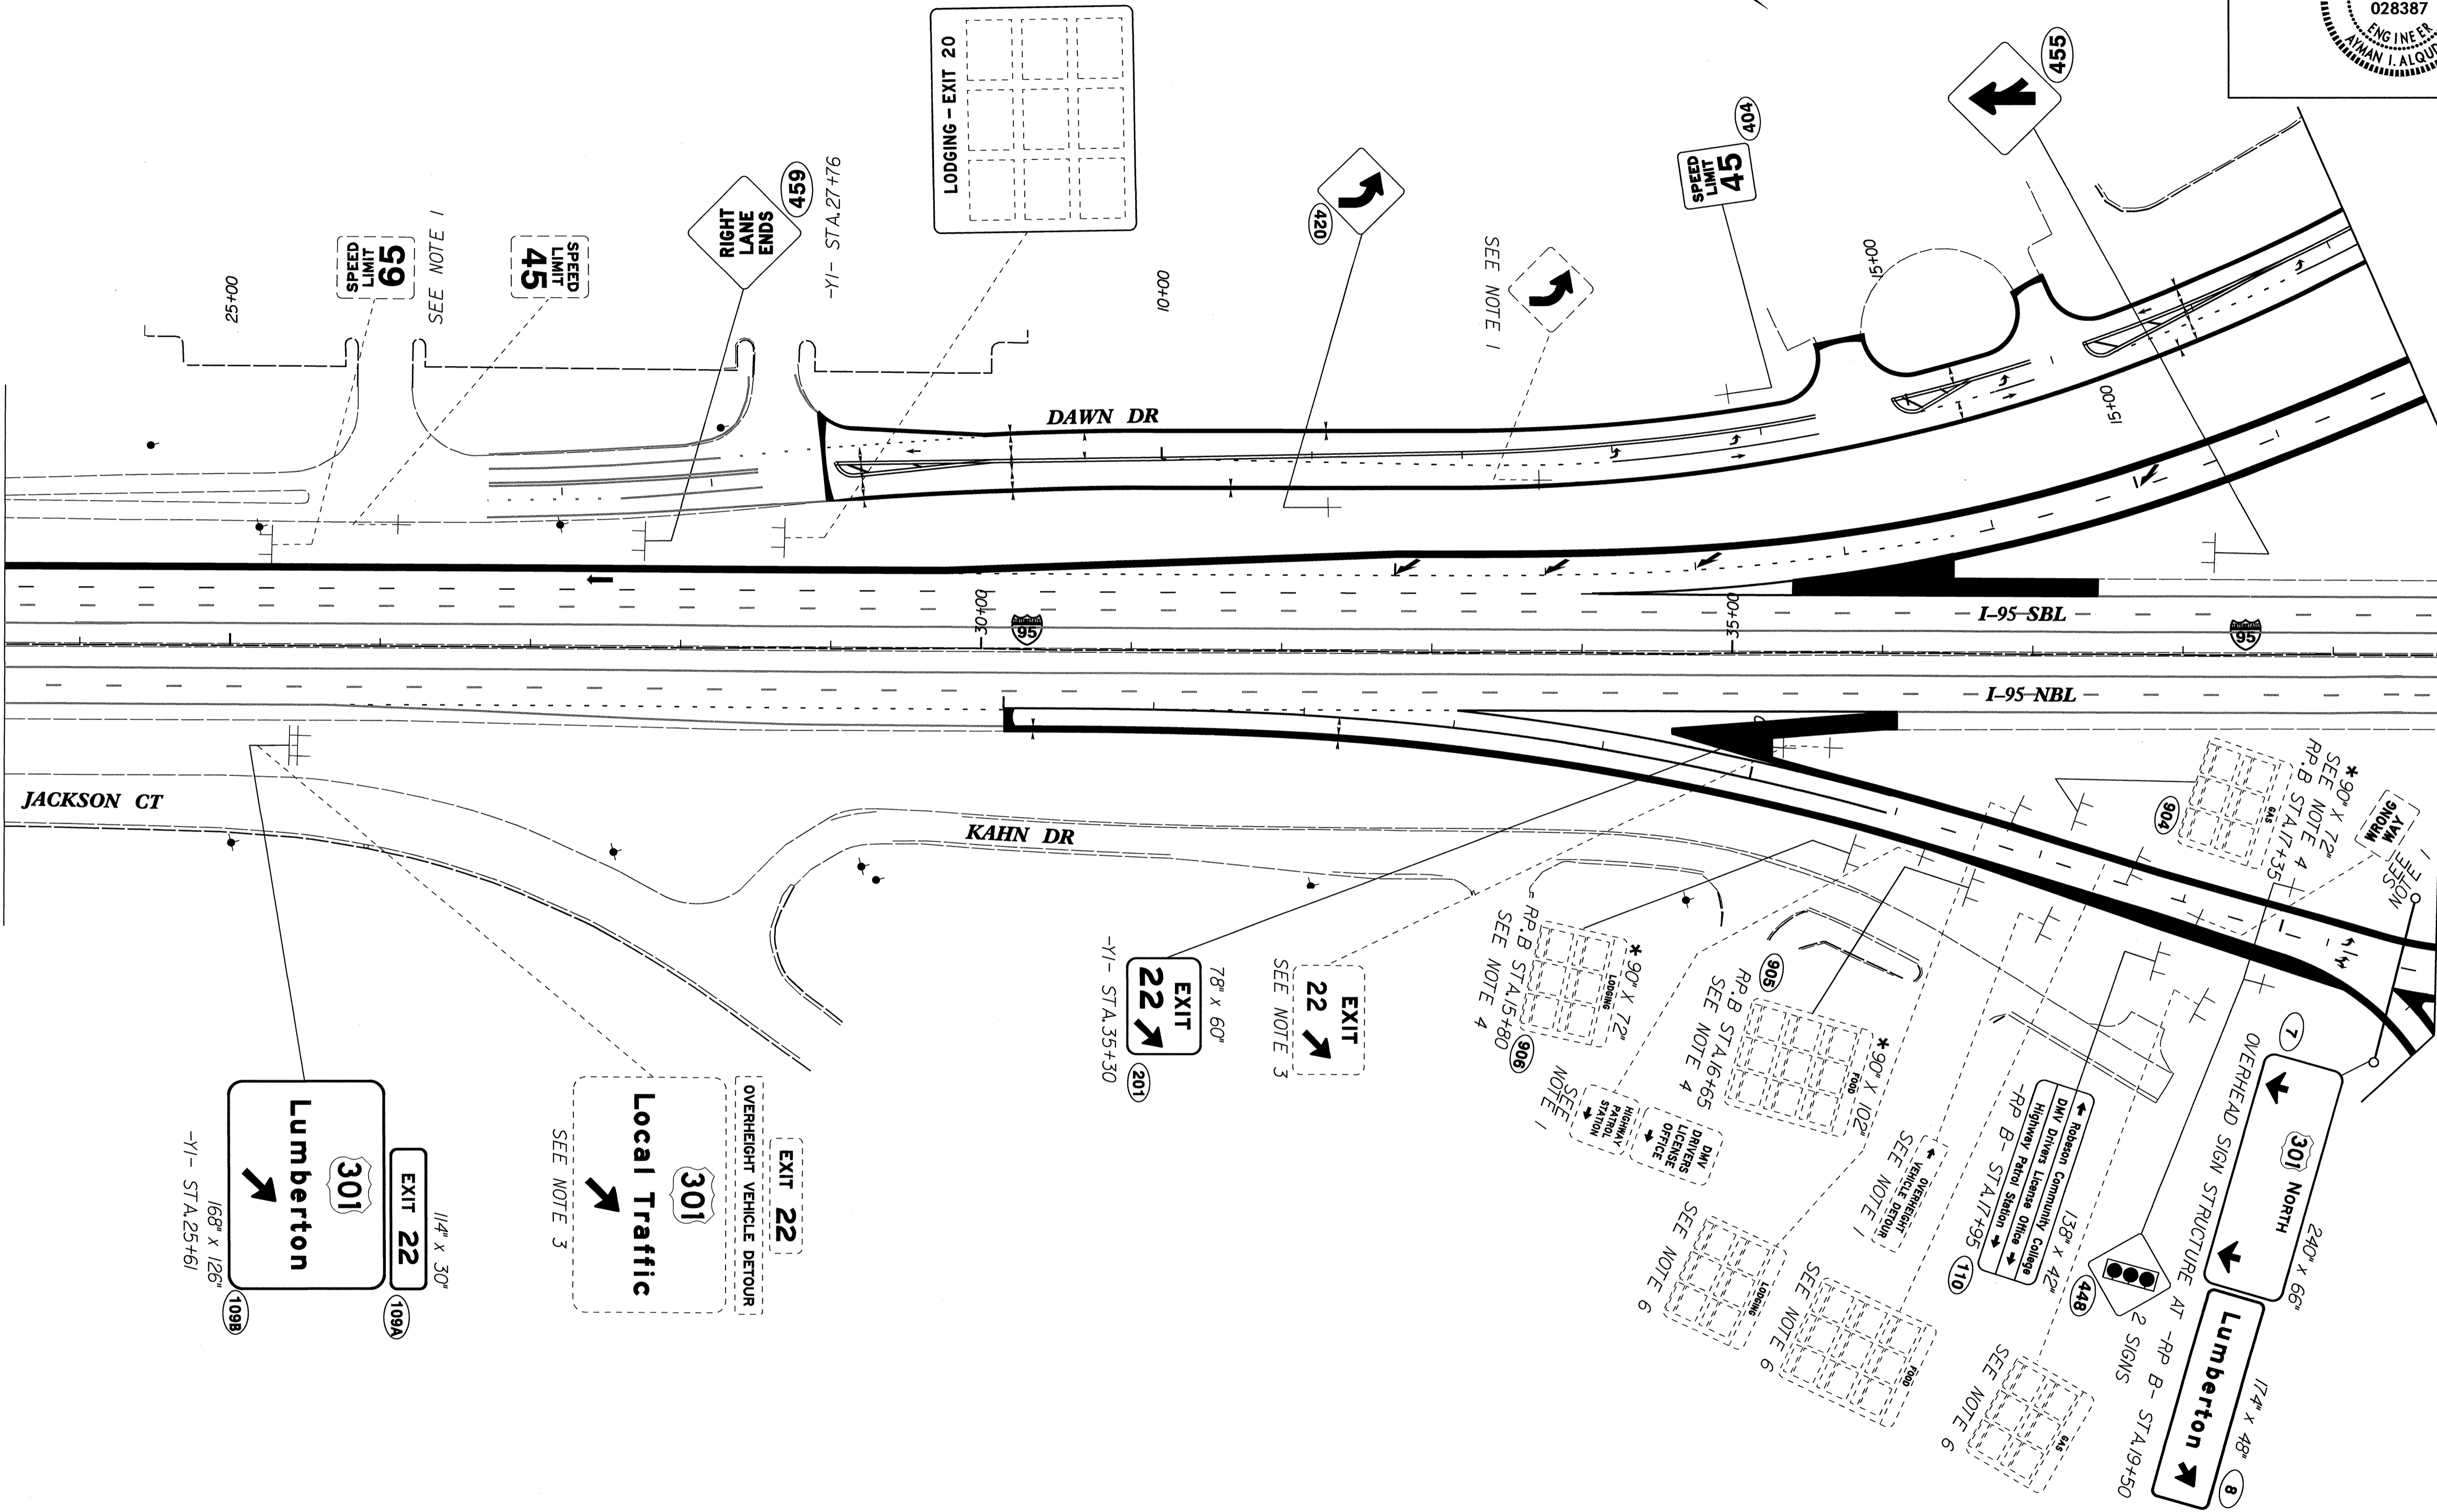 028387
ENGINEER
AYMAN I. ALQUD
455
LODGING - EXIT 20
404
SPEED
LIMIT
45
459
-Y1- STA.27+76
RIGHT
LANE
ENDS
420
SEE NOTE 1
SPEED
LIMIT
65
SEE NOTE 1
SPEED
LIMIT
45
25+00
10+00
15+00
15+00
DAWN DR
30+00
35+00
95
I-95 SBL
95
I-95 NBL
JACKSON CT
KAHN DR
GAS
*90" X 72"
SEE NOTE 4
RP.B STA.17+35
904
WRONG
WAY
SEE
NOTE 1
LODGING
*90" X 72"
RP.B STA.15+80
SEE NOTE 4
906
905
FOOD
*90" X 102"
RP.B STA.16+65
SEE NOTE 4
EXIT
22
78" x 60"
-Y1- STA.35+30
201
EXIT
22
SEE NOTE 3
HIGHWAY
PATROL
STATION
SEE
NOTE 1
DMV
DRIVERS
LICENSE
OFFICE
OVERHEIGHT
VEHICLE DETOUR
SEE NOTE 1
Robeson Community College
DMV Drivers License Office
Highway Patrol Station
138" x 42"
-RP B- STA.17+95
110
448
2 SIGNS
7
301 NORTH
240" x 66"
OVERHEAD SIGN STRUCTURE AT -RP B- STA.19+50
Lumberton
174" x 48"
8
LODGING
SEE NOTE 6
FOOD
SEE NOTE 6
GAS
SEE NOTE 6
EXIT 22
114" x 30"
109A
301
Lumberton
168" x 126"
-Y1- STA.25+61
109B
EXIT 22
OVERHEIGHT VEHICLE DETOUR
301
Local Traffic
SEE NOTE 3